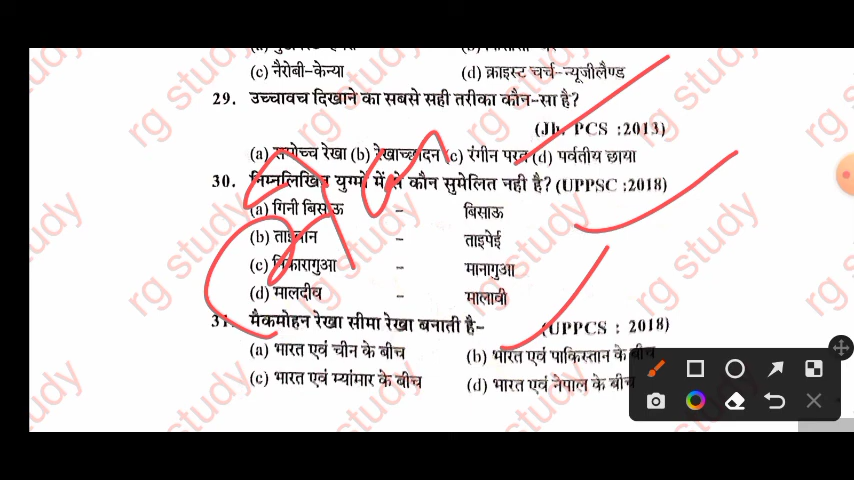 (c) नैरोबी-केन्या (d) क्राइस्ट चर्च-न्यूजीलैण्ड
29. उच्चावच दिखाने का सबसे सही तरीका कौन-सा है?
(Jh. PCS :2013)
(a) समोच्च रेखा (b) रेखाच्छादन (c) रंगीन परत (d) पर्वतीय छाया
30. निम्नलिखित युग्मों में से कौन सुमेलित नही है? (UPPSC :2018)
(a) गिनी बिसाऊ - बिसाऊ
(b) ताइवान - ताइपेई
(c) निकारागुआ - मानागुआ
(d) मालदीव - मालावी
31. मैकमोहन रेखा सीमा रेखा बनाती है- (UPPCS : 2018)
(a) भारत एवं चीन के बीच (b) भारत एवं पाकिस्तान के बीच
(c) भारत एवं म्यांमार के बीच (d) भारत एवं नेपाल के बीच
rg study